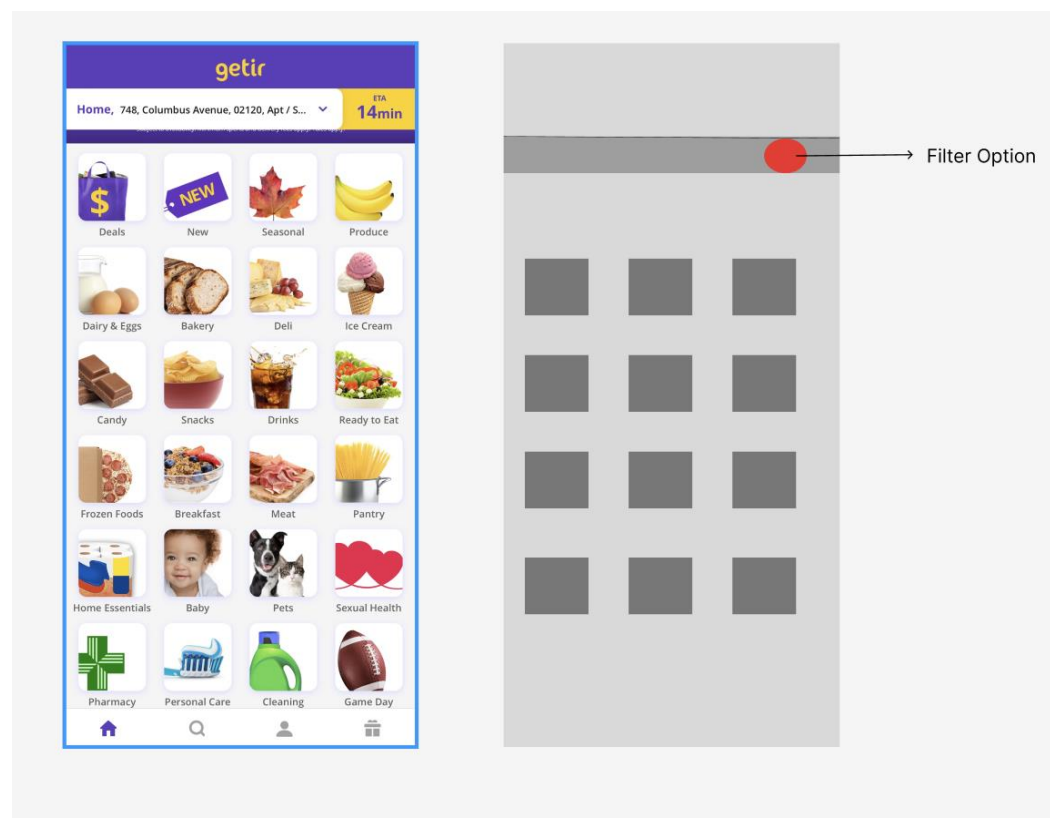 getir
Home, 748, Columbus Avenue, 02120, Apt / S...
ETA
14min
$
NEW
Deals New Seasonal Produce
Dairy & Eggs Bakery Deli Ice Cream
Candy Snacks Drinks Ready to Eat
Frozen Foods Breakfast Meat Pantry
Home Essentials Baby Pets Sexual Health
Pharmacy Personal Care Cleaning Game Day
Filter Option